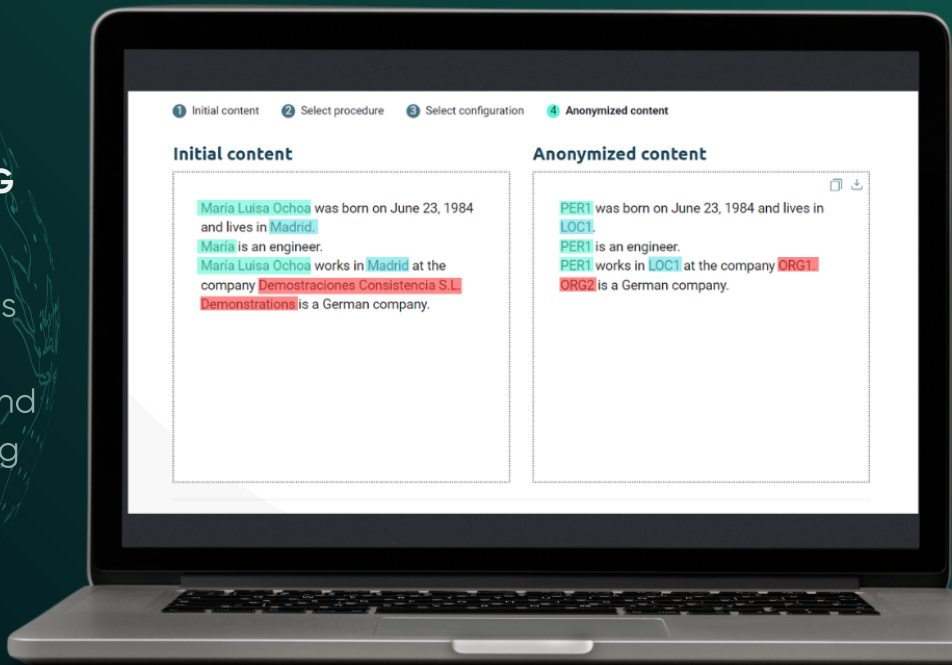 1 Initial content 2 Select procedure 3 Select configuration 4 Anonymized content
Initial content
María Luisa Ochoa was born on June 23, 1984
and lives in Madrid.
María is an engineer.
María Luisa Ochoa works in Madrid at the
company Demostraciones Consistencia S.L.
Demonstrations is a German company.
Anonymized content
PER1 was born on June 23, 1984 and lives in
LOC1.
PER1 is an engineer.
PER1 works in LOC1 at the company ORG1.
ORG2 is a German company.